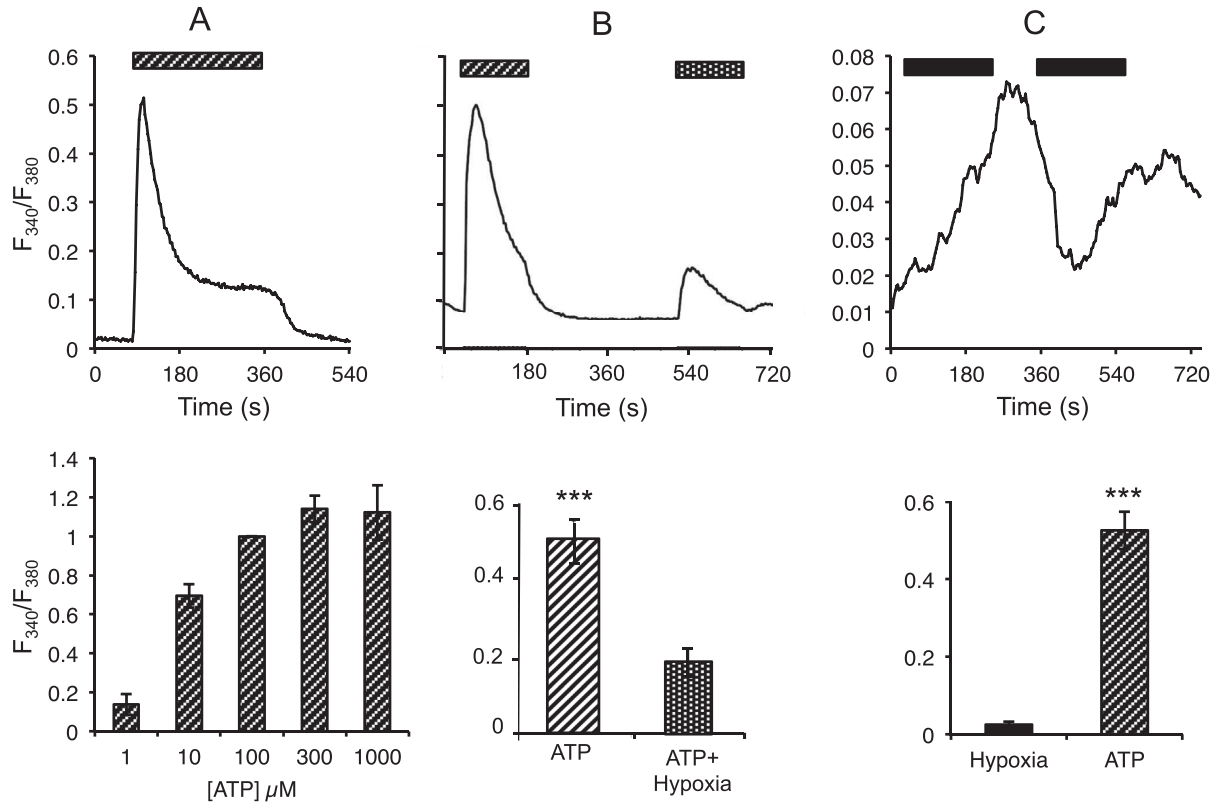 A
B
C
0.6
0.5
0.4
0.3
0.2
0.1
0
F340/F380
0 180 360 540
Time (s)
180 360 540 720
Time (s)
0.08
0.07
0.06
0.05
0.04
0.03
0.02
0.01
0
0 180 360 540 720
Time (s)
1.4
1.2
1
0.8
0.6
0.4
0.2
0
F340/F380
1 10 100 300 1000
[ATP] µM
0.6
0.4
0.2
0
***
ATP
ATP+
Hypoxia
0.6
0.4
0.2
0
***
Hypoxia ATP